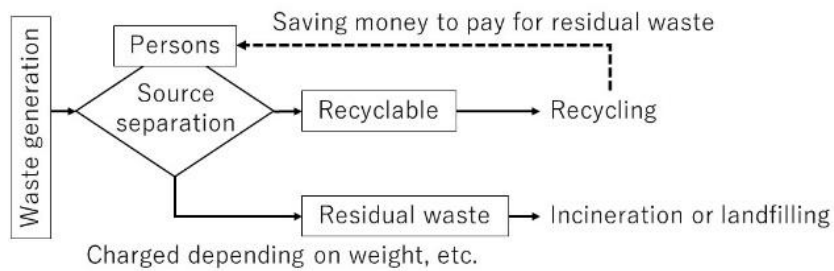 Waste generation
Saving money to pay for residual waste
Persons
Source
separation
Recyclable
Recycling
Residual waste
Incineration or landfilling
Charged depending on weight, etc.